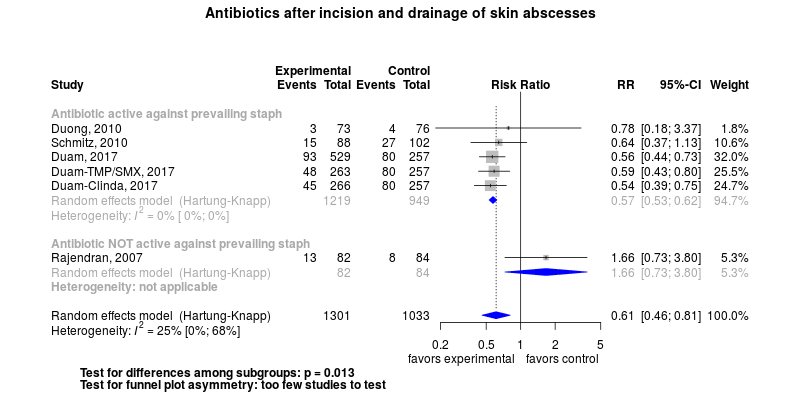 Antibiotics after incision and drainage of skin abscesses
Experimental Control
Study Events Total Events Total Risk Ratio RR 95%-CI Weight
Antibiotic active against prevailing staph
Duong, 2010 3 73 4 76 0.78 [0.18; 3.37] 1.8%
Schmitz, 2010 15 88 27 102 0.64 [0.37; 1.13] 10.6%
Duam, 2017 93 529 80 257 0.56 [0.44; 0.73] 32.0%
Duam-TMP/SMX, 2017 48 263 80 257 0.59 [0.43; 0.80] 25.5%
Duam-Clinda, 2017 45 266 80 257 0.54 [0.39; 0.75] 24.7%
Random effects model (Hartung-Knapp) 1219 949 0.57 [0.53; 0.62] 94.7%
Heterogeneity: I² = 0% [ 0%; 0%]
Antibiotic NOT active against prevailing staph
Rajendran, 2007 13 82 8 84 1.66 [0.73; 3.80] 5.3%
Random effects model (Hartung-Knapp) 82 84 1.66 [0.73; 3.80] 5.3%
Heterogeneity: not applicable
Random effects model (Hartung-Knapp) 1301 1033 0.61 [0.46; 0.81] 100.0%
Heterogeneity: I² = 25% [0%; 68%]
0.2 0.5 1 2 5
favors experimental favors control
Test for differences among subgroups: p = 0.013
Test for funnel plot asymmetry: too few studies to test